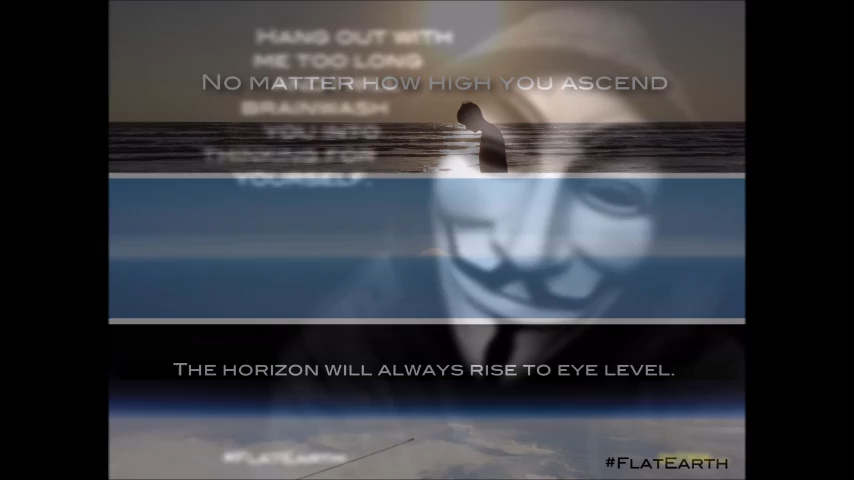 HANG OUT WITH
ME TOO LONG
NO MATTER HOW HIGH YOU ASCEND
BRAINWASH
YOU INTO
THINKING FOR
YOURSELF.
THE HORIZON WILL ALWAYS RISE TO EYE LEVEL.
#FLATEARTH
#FLATEARTH